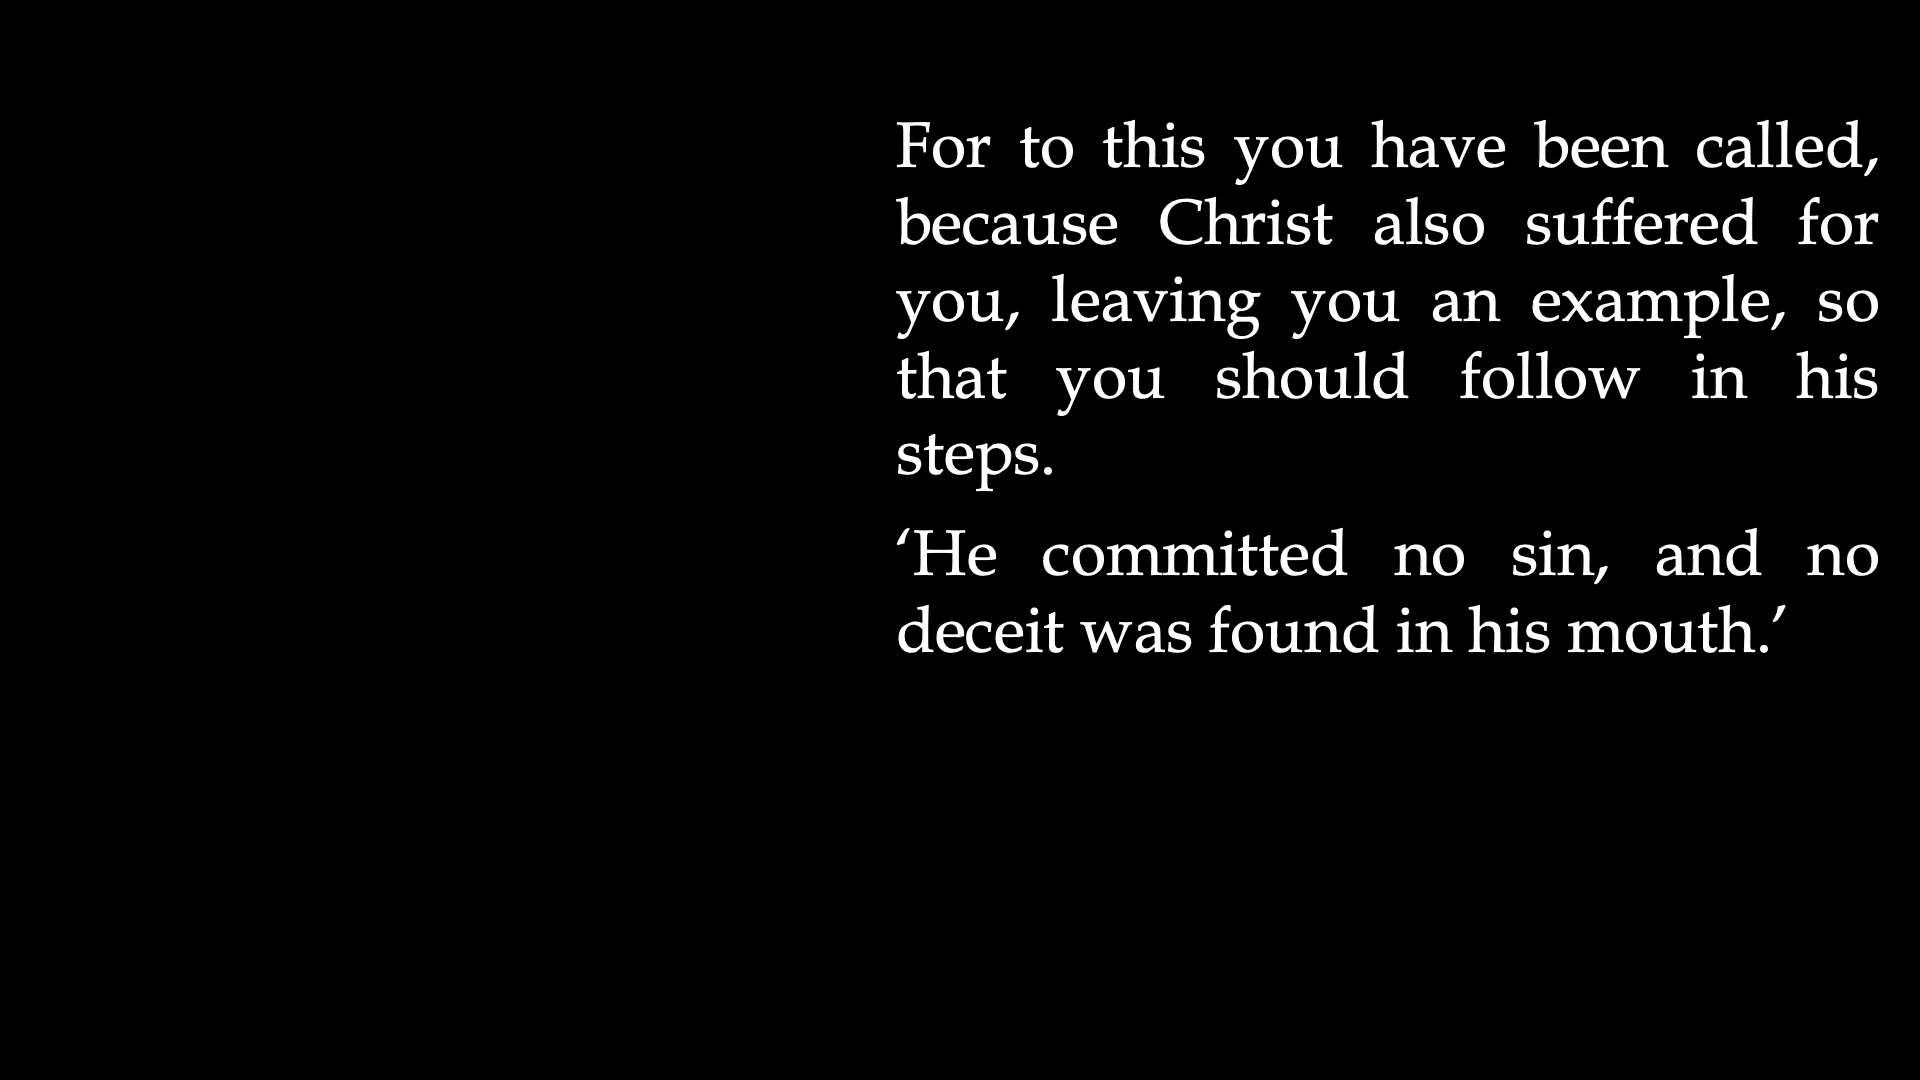 For to this you have been called,
because Christ also suffered for
you, leaving you an example, so
that you should follow in his
steps.
‘He committed no sin, and no
deceit was found in his mouth.’